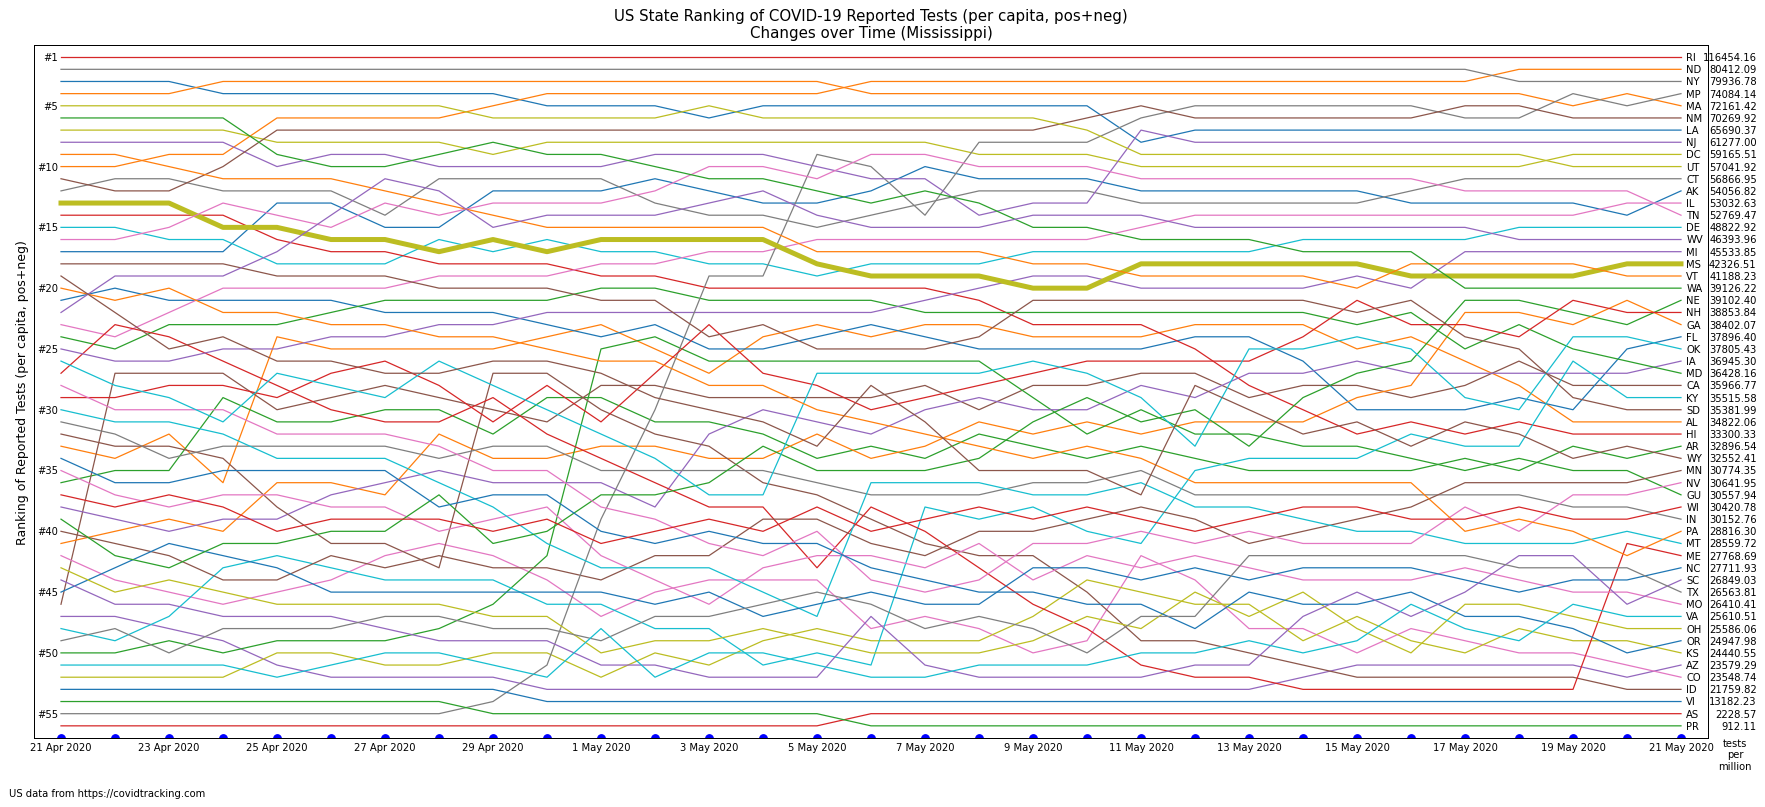 US State Ranking of COVID-19 Reported Tests (per capita, pos+neg)
Changes over Time (Mississippi)
Ranking of Reported Tests (per capita, pos+neg)
#1
#5
#10
#15
#20
#25
#30
#35
#40
#45
#50
#55
RI 116454.16
ND 80412.09
NY 79936.78
MP 74084.14
MA 72161.42
NM 70269.92
LA 65690.37
NJ 61277.00
DC 59165.51
UT 57041.92
CT 56866.95
AK 54056.82
IL 53032.63
TN 52769.47
DE 48822.92
WV 46393.96
MI 45533.85
MS 42326.51
VT 41188.23
WA 39126.22
NE 39102.40
NH 38853.84
GA 38402.07
FL 37896.40
OK 37805.43
IA 36945.30
MD 36428.16
CA 35966.77
KY 35515.58
SD 35381.99
AL 34822.06
HI 33300.33
AR 32896.54
WY 32552.41
MN 30774.35
NV 30641.95
GU 30557.94
WI 30420.78
IN 30152.76
PA 28816.30
MT 28559.72
ME 27768.69
NC 27711.93
SC 26849.03
TX 26563.81
MO 26410.41
VA 25610.51
OH 25586.06
OR 24947.98
KS 24440.55
AZ 23579.29
CO 23548.74
ID 21759.82
VI 13182.23
AS 2228.57
PR 912.11
21 Apr 2020
23 Apr 2020
25 Apr 2020
27 Apr 2020
29 Apr 2020
1 May 2020
3 May 2020
5 May 2020
7 May 2020
9 May 2020
11 May 2020
13 May 2020
15 May 2020
17 May 2020
19 May 2020
21 May 2020
tests
per
million
US data from https://covidtracking.com